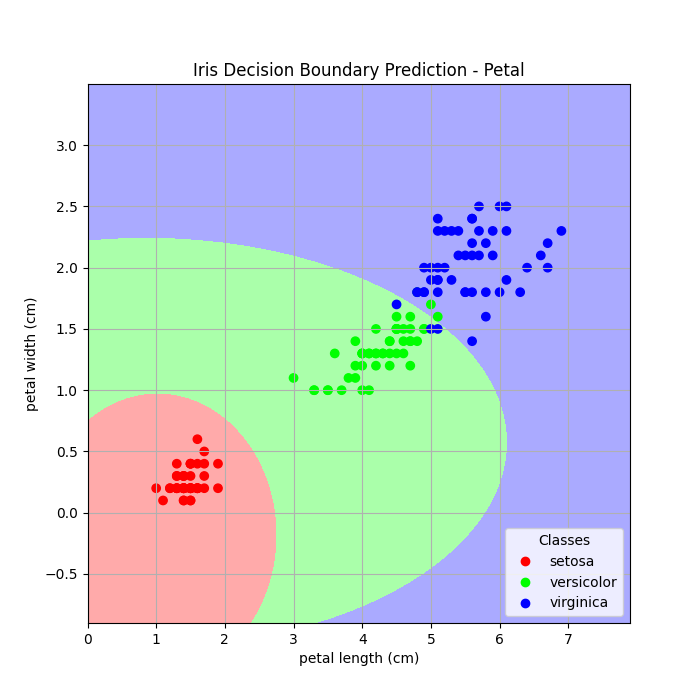 Iris Decision Boundary Prediction - Petal
3.0
2.5
2.0
1.5
1.0
0.5
0.0
−0.5
petal width (cm)
0 1 2 3 4 5 6 7
petal length (cm)
Classes
setosa
versicolor
virginica